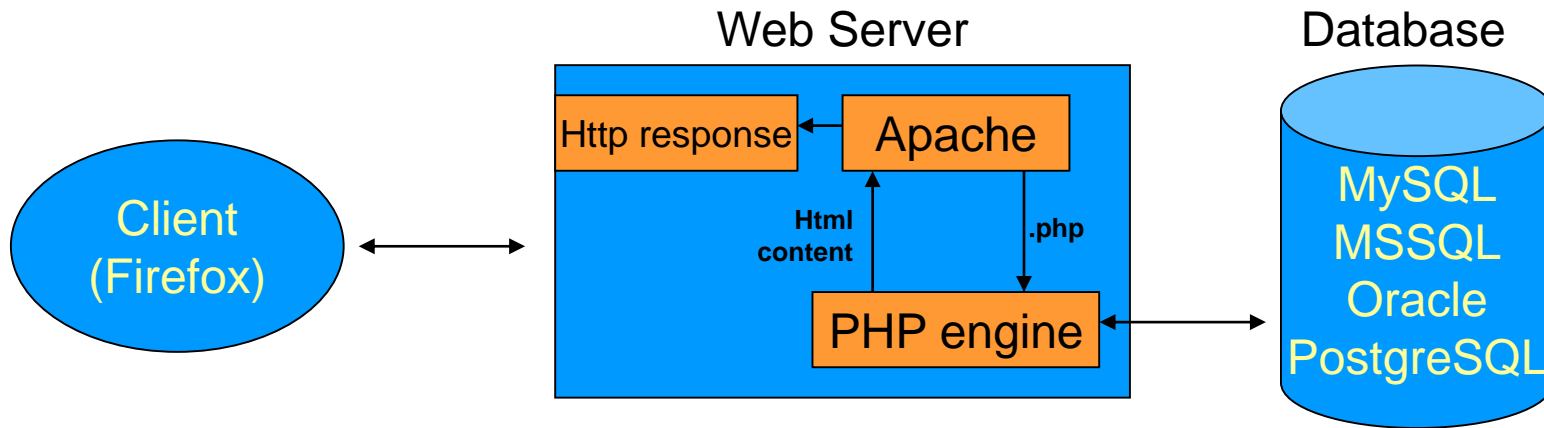 Web Server
Database
Http response
Apache
Client
(Firefox)
Html
content
.php
PHP engine
MySQL
MSSQL
Oracle
PostgreSQL